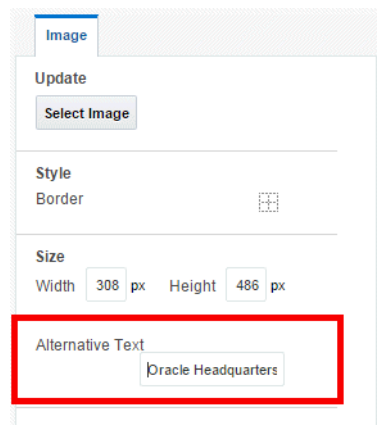 Image
Update
Select Image
Style
Border
Size
Width 308 px Height 486 px
Alternative Text
Oracle Headquarters